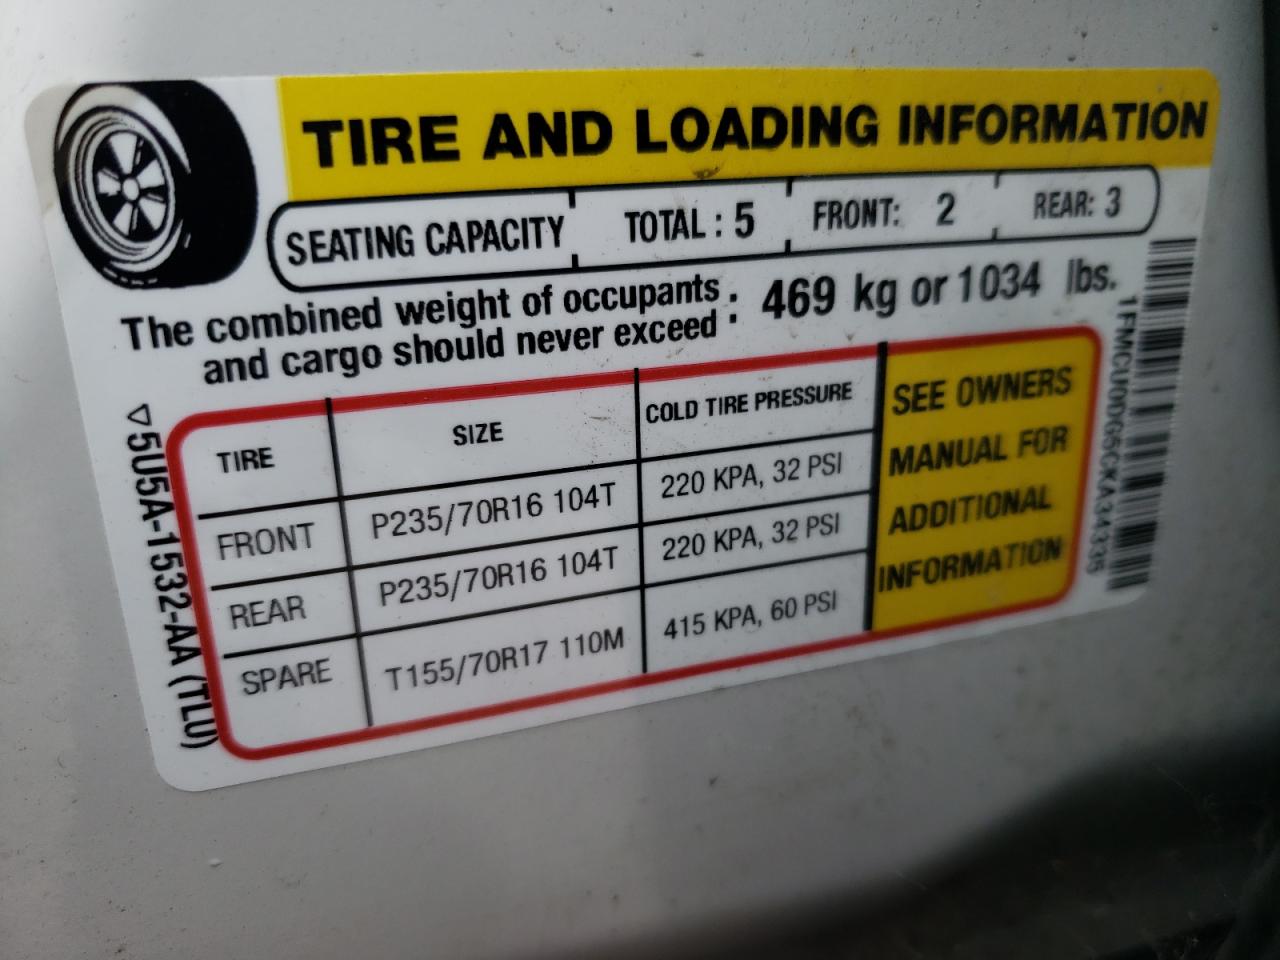 TIRE AND LOADING INFORMATION
SEATING CAPACITY TOTAL : 5 FRONT: 2 REAR: 3
The combined weight of occupants
and cargo should never exceed : 469 kg or 1034 lbs.
TIRE SIZE COLD TIRE PRESSURE
FRONT P235/70R16 104T 220 KPA, 32 PSI
REAR P235/70R16 104T 220 KPA, 32 PSI
SPARE T155/70R17 110M 415 KPA, 60 PSI
SEE OWNERS
MANUAL FOR
ADDITIONAL
INFORMATION
▽5U5A-1532-AA (TLU)
1FMCU0DG5CKA34335